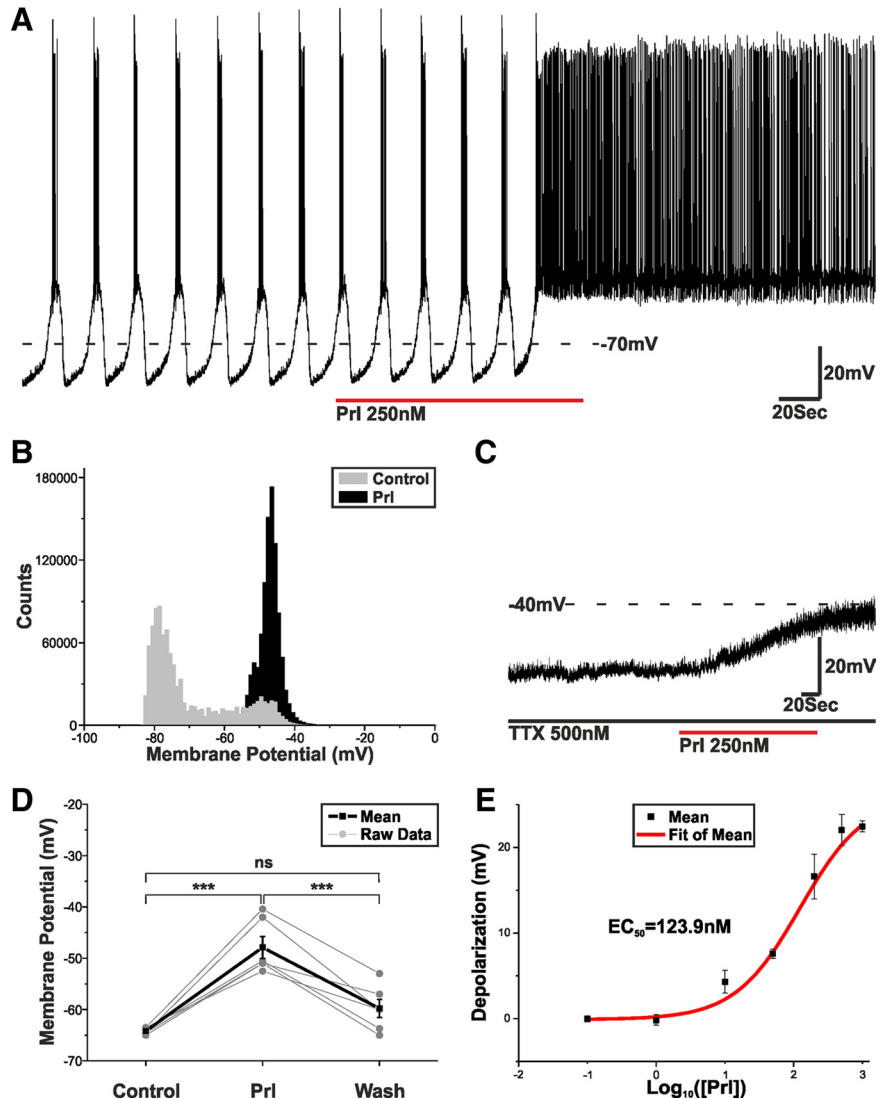 A
-70mV
20mV
20Sec
Prl 250nM
B
180000
120000
60000
0
Counts
Control
Prl
-100
-80
-60
-40
-20
0
Membrane Potential (mV)
C
-40mV
20mV
20Sec
TTX 500nM
Prl 250nM
D
-20
-30
-40
-50
-60
-70
Membrane Potential (mV)
Mean
Raw Data
ns
***
***
Control
Prl
Wash
E
20
10
0
Depolarization (mV)
Mean
Fit of Mean
EC₅₀=123.9nM
-2
-1
0
1
2
3
Log₁₀([Prl])